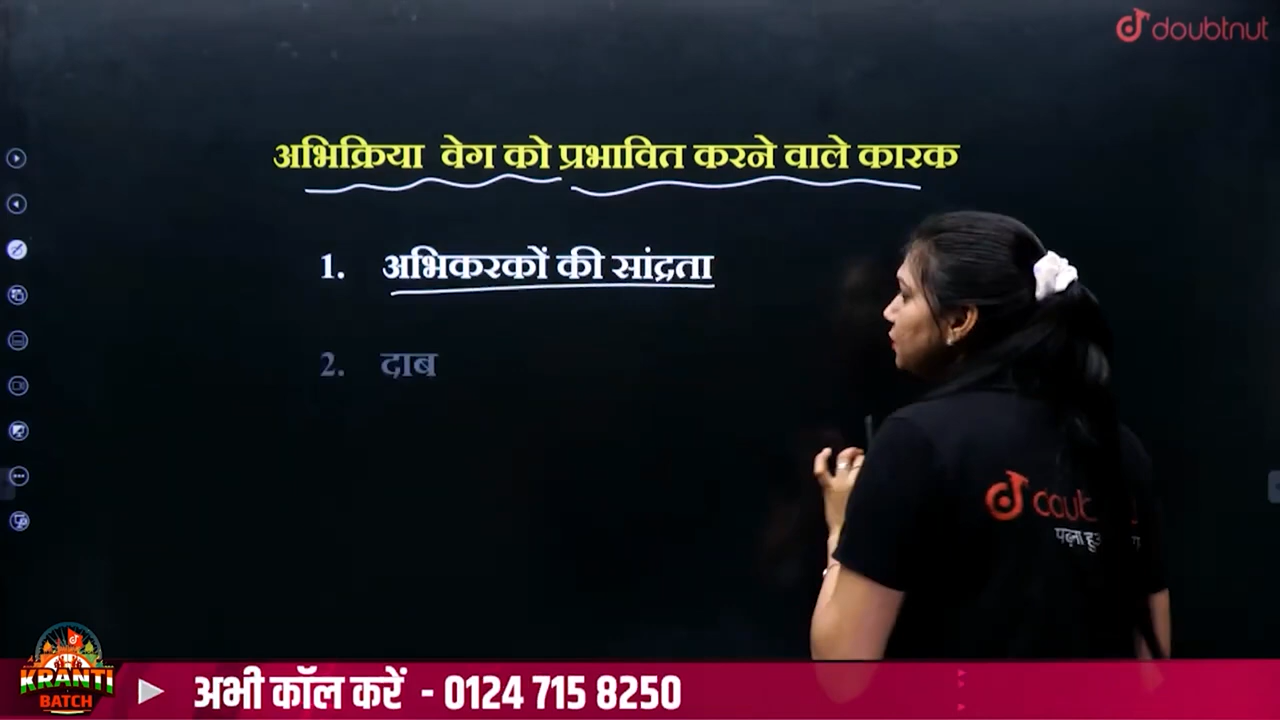 doubtnut
अभिक्रिया वेग को प्रभावित करने वाले कारक
1. अभिकरकों की सांद्रता
2. दाब
KRANTI
BATCH
अभी कॉल करें - 0124 715 8250